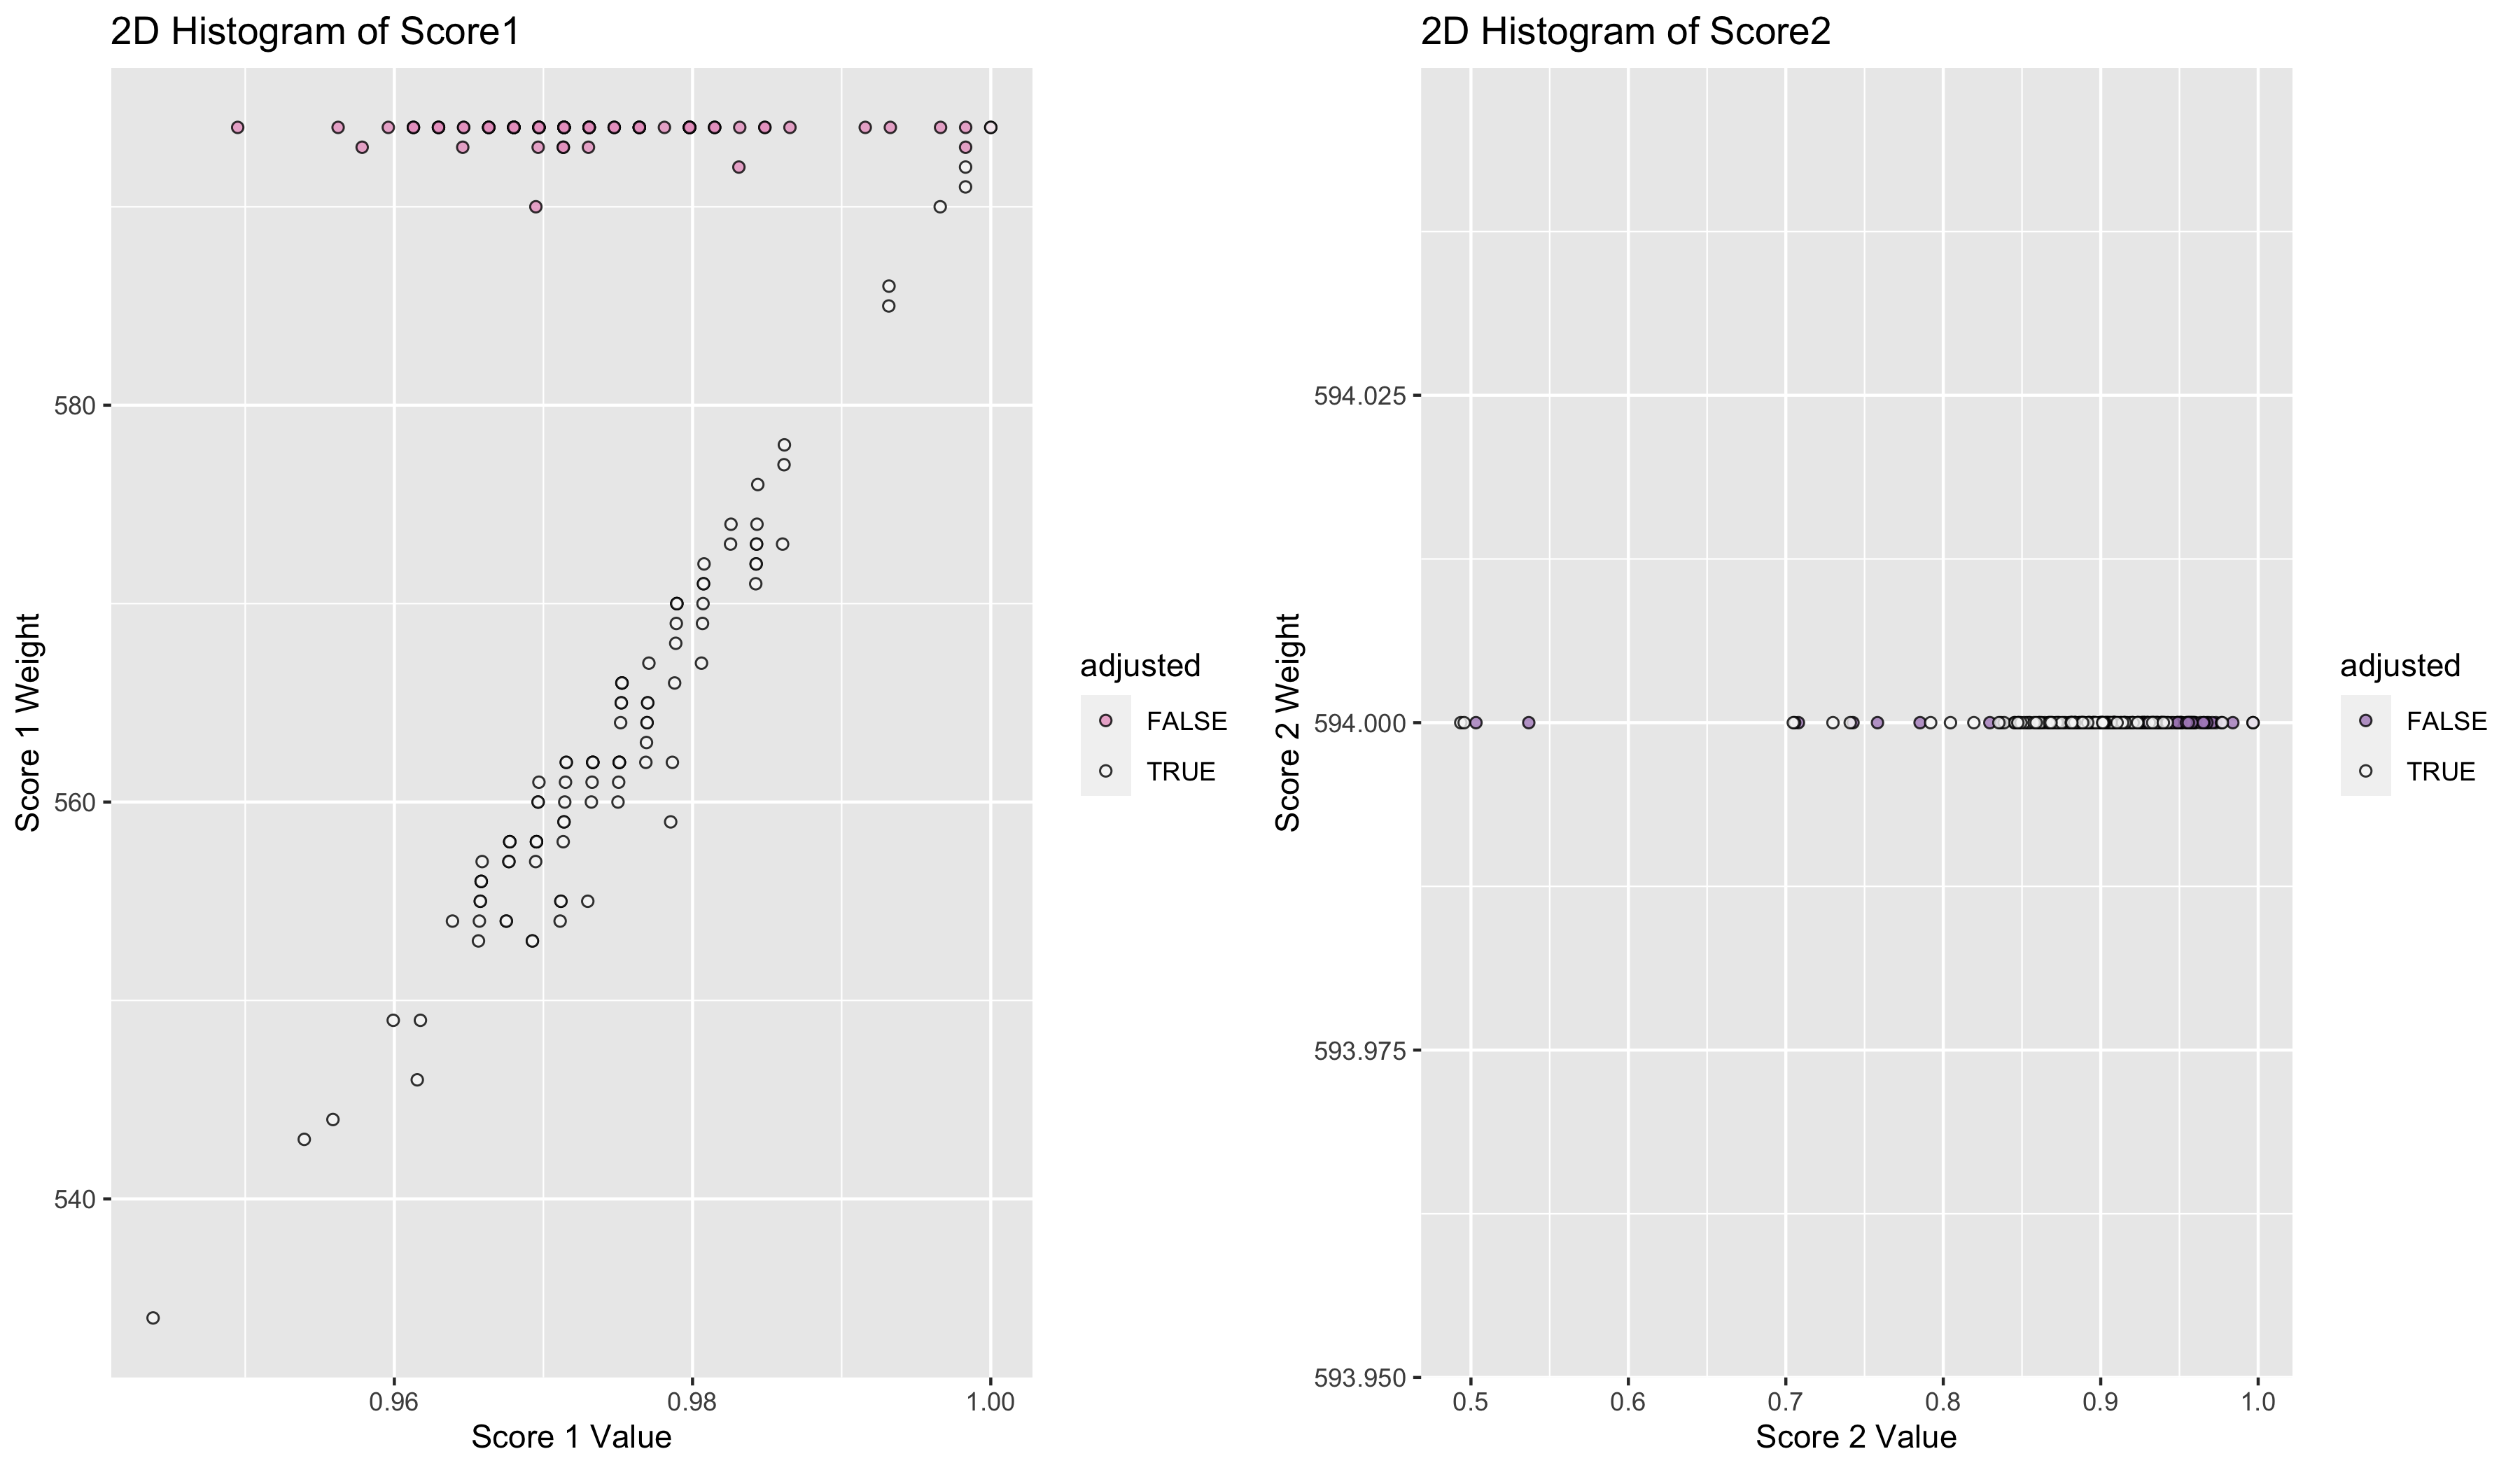 2D Histogram of Score1
Score 1 Weight
580
560
540
0.96
0.98
1.00
Score 1 Value
adjusted
FALSE
TRUE
2D Histogram of Score2
Score 2 Weight
594.025
594.000
593.975
593.950
0.5
0.6
0.7
0.8
0.9
1.0
Score 2 Value
adjusted
FALSE
TRUE